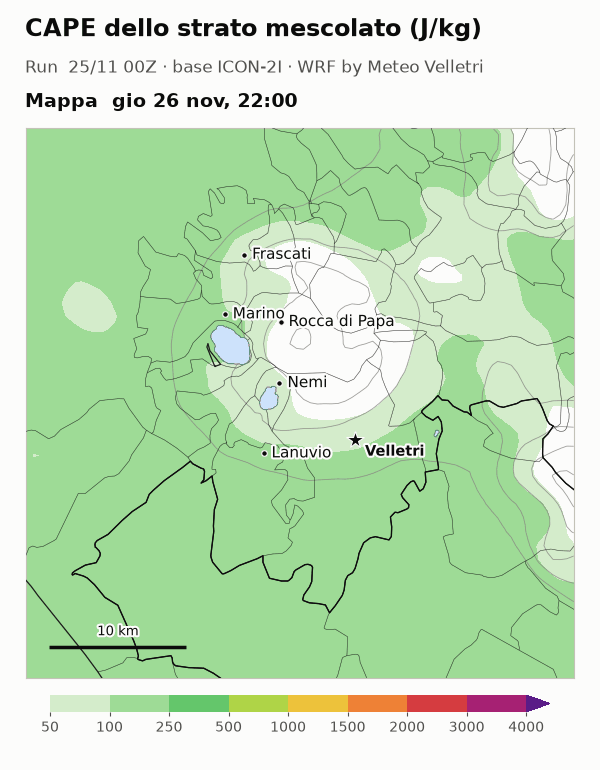 CAPE dello strato mescolato (J/kg)
Run  25/11 00Z · base ICON-2I · WRF by Meteo Velletri
Mappa  gio 26 nov, 22:00
Frascati
Marino
Rocca di Papa
Nemi
Velletri
Lanuvio
10 km
50 100 250 500 1000 1500 2000 3000 4000